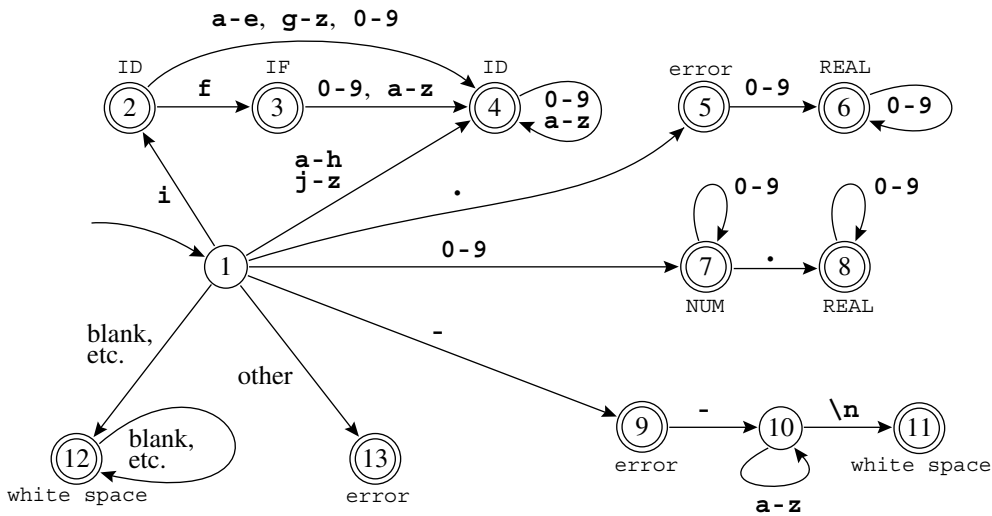 a-e, g-z, 0-9
ID
IF
ID
error
REAL
2
f
3
0-9, a-z
4
0-9
a-z
5
0-9
6
0-9
a-h
j-z
i
.
0-9
0-9
1
0-9
7
.
8
NUM
REAL
blank,
etc.
-
other
9
-
10
\n
11
12
blank,
etc.
13
error
white space
white space
error
a-z